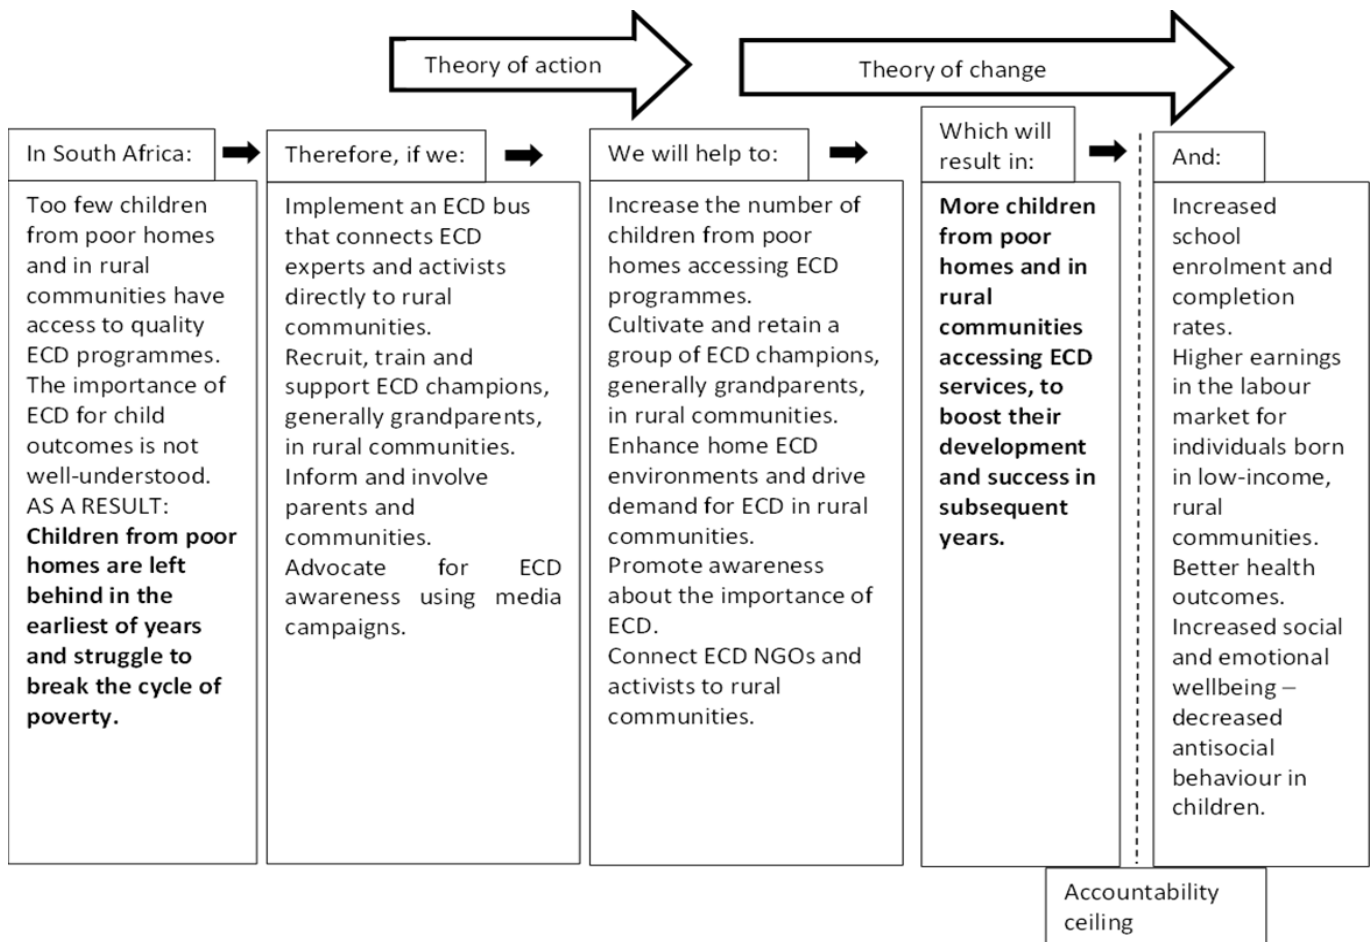 Theory of action
Theory of change
In South Africa:
Too few children
from poor homes
and in rural
communities have
access to quality
ECD programmes.
The importance of
ECD for child
outcomes is not
well-understood.
AS A RESULT:
Children from poor
homes are left
behind in the
earliest of years
and struggle to
break the cycle of
poverty.
Therefore, if we:
Implement an ECD bus
that connects ECD
experts and activists
directly to rural
communities.
Recruit, train and
support ECD champions,
generally grandparents,
in rural communities.
Inform and involve
parents and
communities.
Advocate for ECD
awareness using media
campaigns.
We will help to:
Increase the number of
children from poor
homes accessing ECD
programmes.
Cultivate and retain a
group of ECD champions,
generally grandparents,
in rural communities.
Enhance home ECD
environments and drive
demand for ECD in rural
communities.
Promote awareness
about the importance of
ECD.
Connect ECD NGOs and
activists to rural
communities.
Which will
result in:
More children
from poor
homes and in
rural
communities
accessing ECD
services, to
boost their
development
and success in
subsequent
years.
And:
Increased
school
enrolment and
completion
rates.
Higher earnings
in the labour
market for
individuals born
in low-income,
rural
communities.
Better health
outcomes.
Increased social
and emotional
wellbeing –
decreased
antisocial
behaviour in
children.
Accountability
ceiling